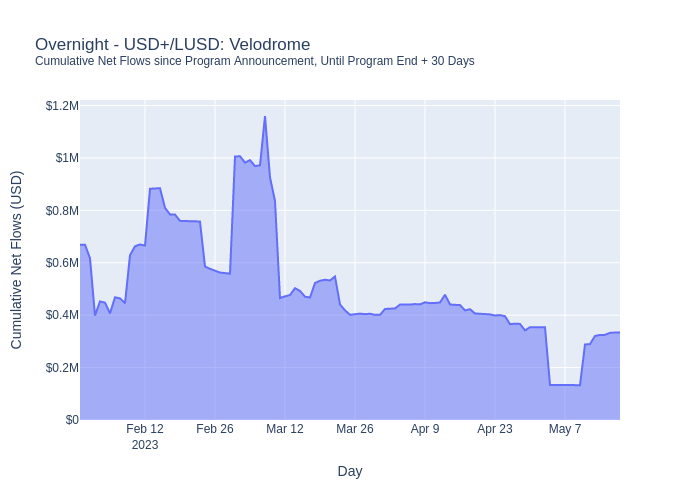 Overnight - USD+/LUSD: Velodrome
Cumulative Net Flows since Program Announcement, Until Program End + 30 Days
Cumulative Net Flows (USD)
$1.2M
$1M
$0.8M
$0.6M
$0.4M
$0.2M
$0
Feb 12 Feb 26 Mar 12 Mar 26 Apr 9 Apr 23 May 7
2023
Day